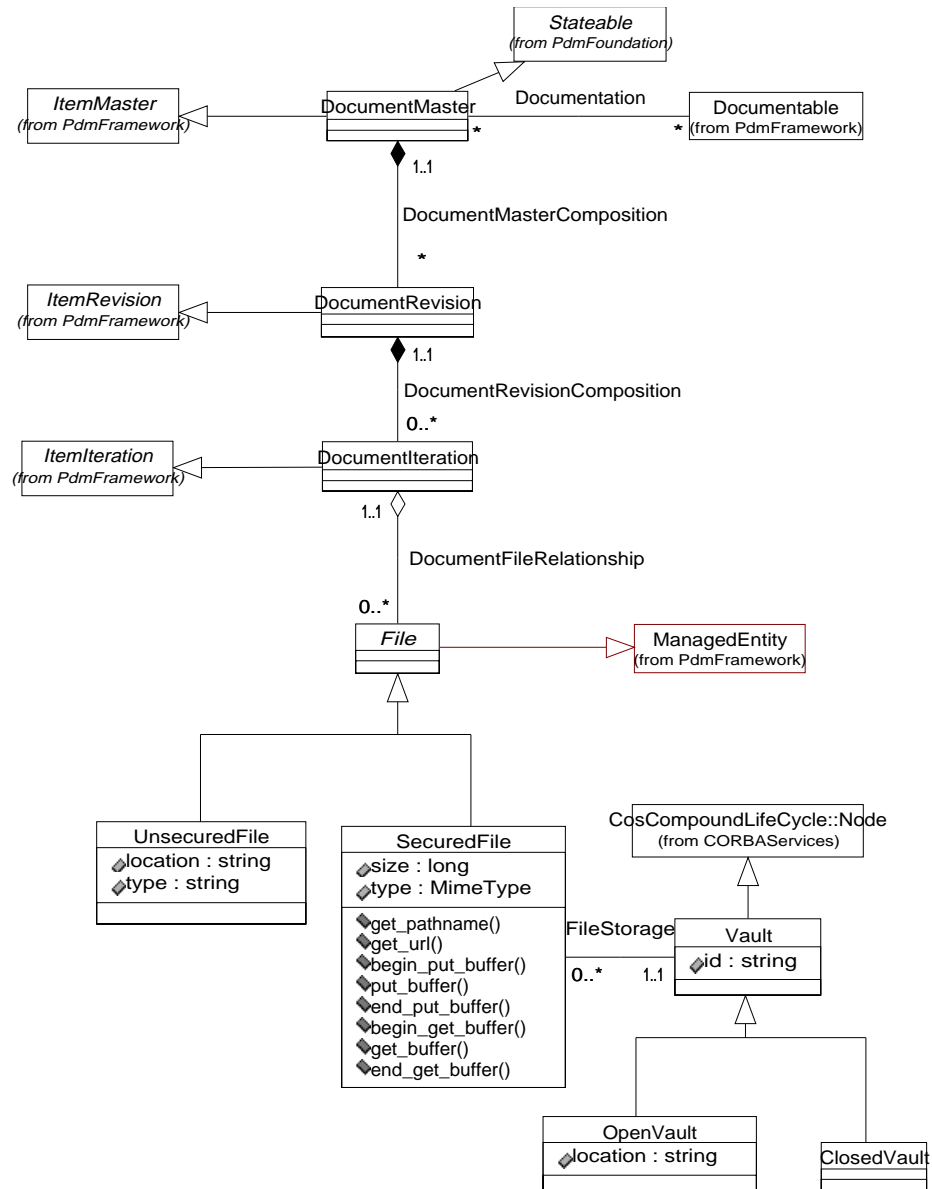 Stateable
(from PdmFoundation)
ItemMaster
(from PdmFramework)
DocumentMaster
Documentation
Documentable
(from PdmFramework)
*
*
1..1
DocumentMasterComposition
*
ItemRevision
(from PdmFramework)
DocumentRevision
1..1
DocumentRevisionComposition
0..*
ItemIteration
(from PdmFramework)
DocumentIteration
1..1
DocumentFileRelationship
0..*
File
ManagedEntity
(from PdmFramework)
UnsecuredFile
location : string
type : string
SecuredFile
size : long
type : MimeType
get_pathname()
get_url()
begin_put_buffer()
put_buffer()
end_put_buffer()
begin_get_buffer()
get_buffer()
end_get_buffer()
CosCompoundLifeCycle::Node
(from CORBAServices)
FileStorage
0..*
1..1
Vault
id : string
OpenVault
location : string
ClosedVault